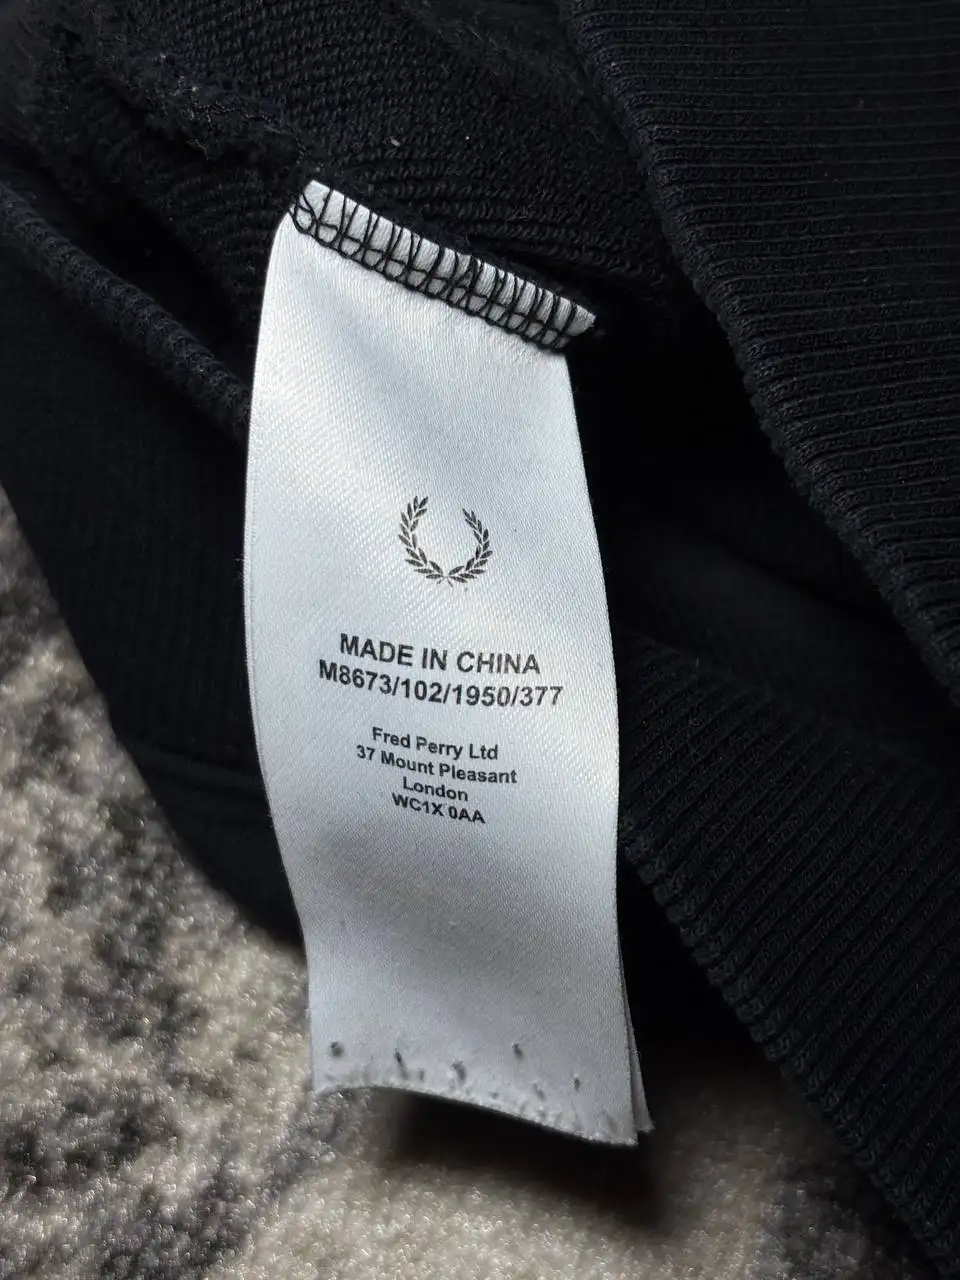 MADE IN CHINA
M8673/102/1950/377
Fred Perry Ltd
37 Mount Pleasant
London
WC1X 0AA